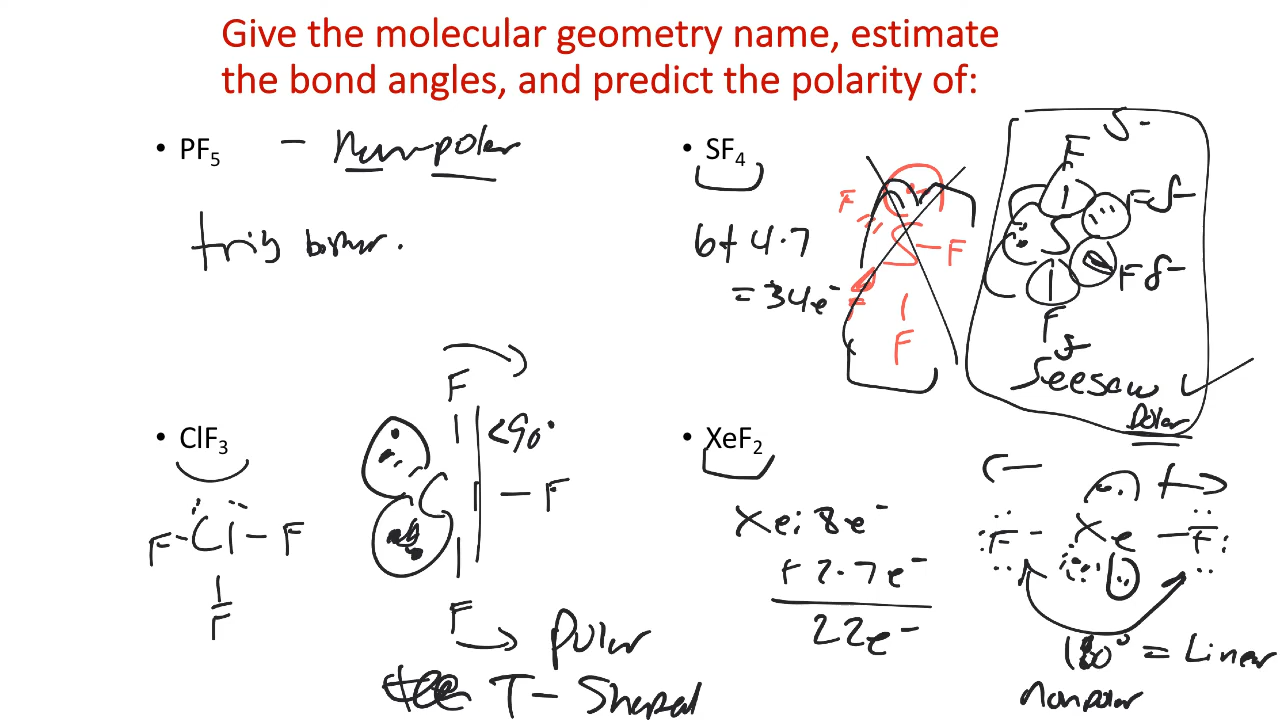 Give the molecular geometry name, estimate
the bond angles, and predict the polarity of:
• PF₅ – Non-polar
trig
• SF₄
6+4·7
= 34e⁻
F
S – F
F
δ-
F
S F δ-
F δ-
F
δ-
Seesaw
Polar
• ClF₃
F – Cl – F
F
F
<90°
Cl – F
F
Polar
T – Shaped
• XeF₂
Xe: 8e⁻
+ 2·7e⁻
22e⁻
:F – Xe – F:
180° = Linear
Nonpolar